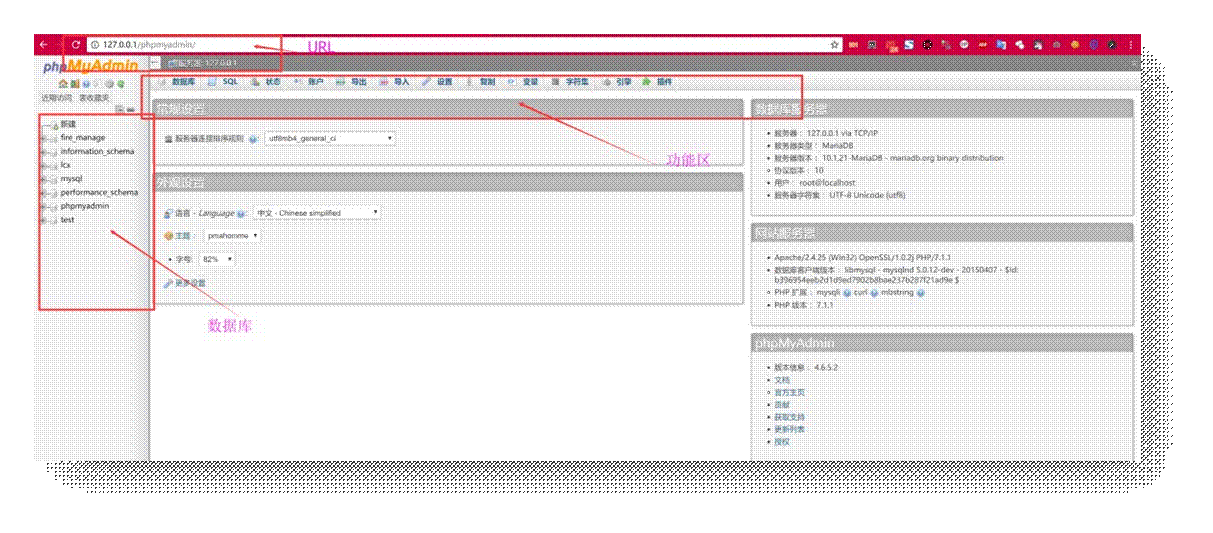 127.0.0.1/phpmyadmin/
URL
phpMyAdmin
服务器: 127.0.0.1
近期访问 表收藏夹
数据库 SQL 状态 账户 导出 导入 设置 复制 变量 字符集 引擎 插件
新建
fire_manage
information_schema
lcx
mysql
performance_schema
phpmyadmin
test
数据库
常规设置
服务器连接排序规则 : utf8mb4_general_ci
功能区
外观设置
语言 - Language : 中文 - Chinese simplified
主题 : pmahomme
字号: 82%
更多设置
数据库服务器
服务器: 127.0.0.1 via TCP/IP
服务器类型: MariaDB
服务器版本: 10.1.21-MariaDB - mariadb.org binary distribution
协议版本: 10
用户: root@localhost
服务器字符集: UTF-8 Unicode (utf8)
网站服务器
Apache/2.4.25 (Win32) OpenSSL/1.0.2j PHP/7.1.1
数据库客户端版本: libmysql - mysqlnd 5.0.12-dev - 20150407 - $Id:
b396954eeb2d1d9ed7902b8bae237b287f21ad9e $
PHP 扩展: mysqli curl mbstring
PHP 版本: 7.1.1
phpMyAdmin
版本信息: 4.6.5.2
文档
官方主页
贡献
获取支持
更新列表
授权